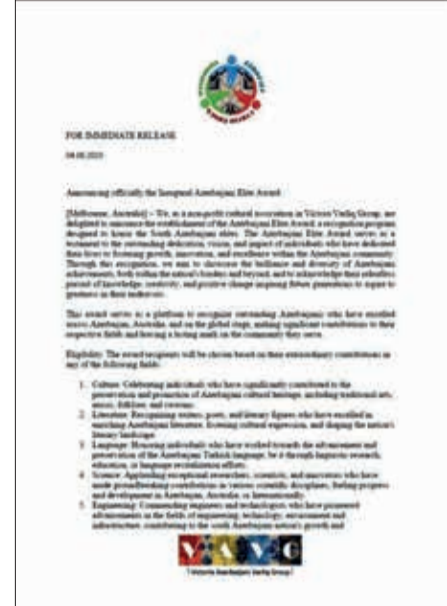 FOR IMMEDIATE RELEASE
Announcing officially the Inaugural Azerbaijani Elite Award
[Melbourne, Australia] – We, as a non-profit cultural association in Victoria Varliq Group, are
delighted to announce the establishment of the Azerbaijani Elite Award, a recognition program
designed to honor the South Azerbaijani elites. The Azerbaijani Elite Award serves as a
testament to the outstanding dedication, vision, and impact of individuals who have dedicated
their lives to fostering growth, innovation, and excellence within the Azerbaijani community.
Through this recognition, we aim to showcase the brilliance and diversity of Azerbaijani
achievements, both within the nation's borders and beyond, and to acknowledge their relentless
pursuit of knowledge, creativity, and positive change inspiring future generations to aspire to
greatness in their endeavors.
This award serves as a platform to recognize outstanding Azerbaijanis who have excelled
across Azerbaijan, Australia, and on the global stage, making significant contributions to their
respective fields and leaving a lasting mark on the community they serve.
Eligibility: The award recipients will be chosen based on their extraordinary contributions in
any of the following fields:
1. Culture: Celebrating individuals who have significantly contributed to the
preservation and promotion of Azerbaijani cultural heritage, including traditional arts,
music, folklore, and customs.
2. Literature: Recognizing writers, poets, and literary figures who have excelled in
enriching Azerbaijani literature, fostering cultural expression, and shaping the nation's
literary landscape.
3. Language: Honoring individuals who have worked towards the advancement and
preservation of the Azerbaijani Turkish language, be it through linguistic research,
education, or language revitalization efforts.
4. Science: Applauding exceptional researchers, scientists, and innovators who have
made groundbreaking contributions in various scientific disciplines, fueling progress
and development in Azerbaijan, Australia, or Internationally.
5. Engineering: Commending engineers and technologists who have pioneered
advancements in the fields of engineering, technology, environment and
infrastructure, contributing to the south Azerbaijani nation's growth and
VAVG
Victoria Azerbaijani Varliq Group